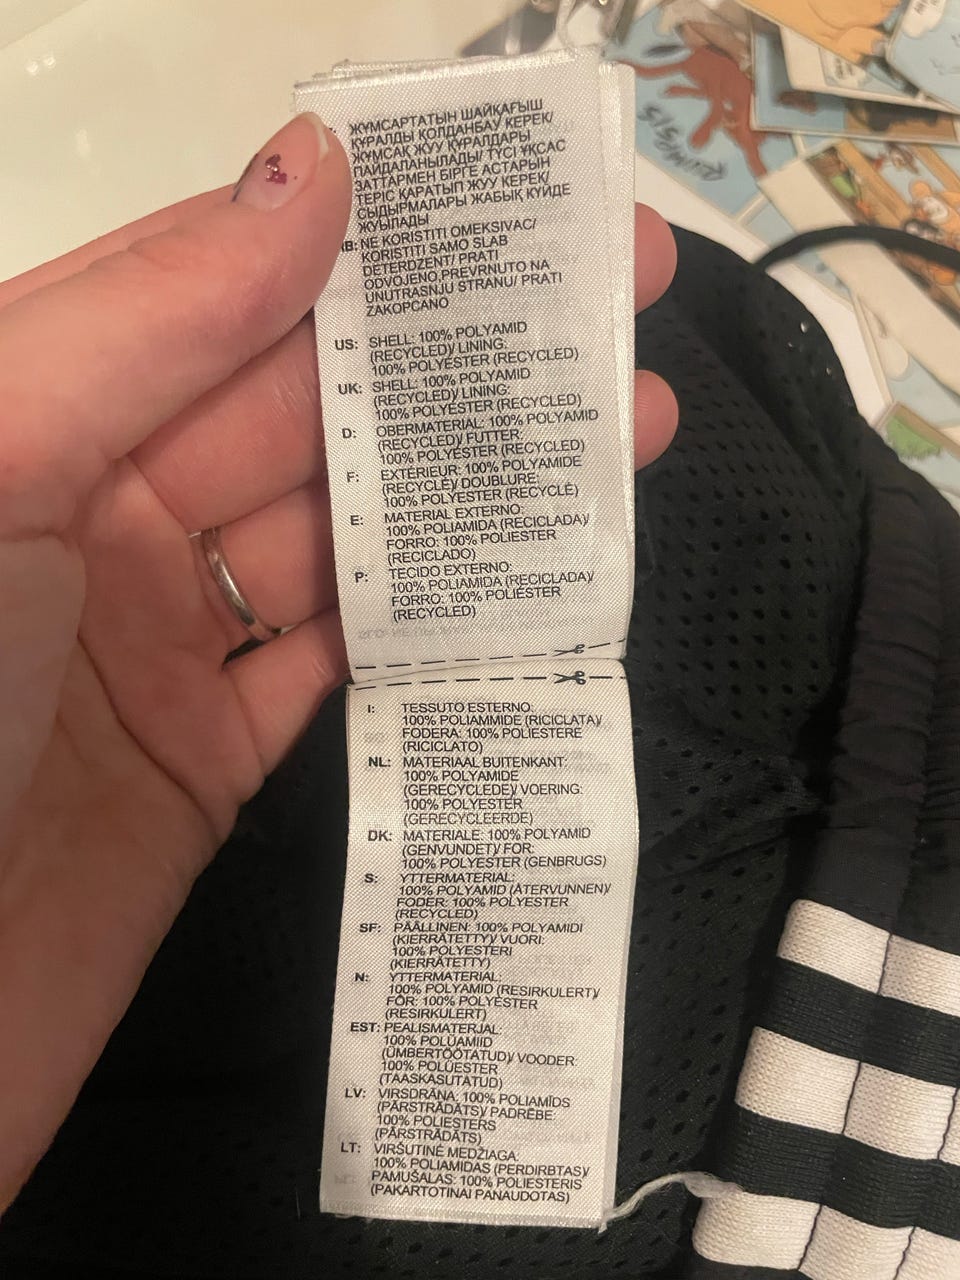 ЖҰМСАРТАТЫН ШАЙҚАҒЫШ
ҚҰРАЛДЫ ҚОЛДАНБАУ КЕРЕК/
ЖҰМСАҚ ЖУУ ҚҰРАЛДАРЫ
ПАЙДАЛАНЫЛАДЫ/ ТҮСІ ҰҚСАС
ЗАТТАРМЕН БІРГЕ АСТАРЫН
ТЕРІС ҚАРАТЫП ЖУУ КЕРЕК/
СЫДЫРМАЛАРЫ ЖАБЫҚ КҮЙДЕ
ЖУЫЛАДЫ
NE KORISTITI OMEKSIVAC/
KORISTITI SAMO SLAB
DETERDZENT/ PRATI
ODVOJENO,PREVRNUTO NA
UNUTRASNJU STRANU/ PRATI
ZAKOPCANO
US: SHELL: 100% POLYAMID
(RECYCLED)/ LINING:
100% POLYESTER (RECYCLED)
UK: SHELL: 100% POLYAMID
(RECYCLED)/ LINING:
100% POLYESTER (RECYCLED)
D: OBERMATERIAL: 100% POLYAMID
(RECYCLED)/ FUTTER:
100% POLYESTER (RECYCLED)
F: EXTÉRIEUR: 100% POLYAMIDE
(RECYCLÉ)/ DOUBLURE:
100% POLYESTER (RECYCLÉ)
E: MATERIAL EXTERNO:
100% POLIAMIDA (RECICLADA)/
FORRO: 100% POLIESTER
(RECICLADO)
P: TECIDO EXTERNO:
100% POLIAMIDA (RECICLADA)/
FORRO: 100% POLIÉSTER
(RECYCLED)
I: TESSUTO ESTERNO:
100% POLIAMMIDE (RICICLATA)/
FODERA: 100% POLIESTERE
(RICICLATO)
NL: MATERIAAL BUITENKANT:
100% POLYAMIDE
(GERECYCLEDE)/ VOERING:
100% POLYESTER
(GERECYCLEERDE)
DK: MATERIALE: 100% POLYAMID
(GENVUNDET)/ FOR:
100% POLYESTER (GENBRUGS)
S: YTTERMATERIAL:
100% POLYAMID (ÅTERVUNNEN)/
FODER: 100% POLYESTER
(RECYCLED)
SF: PÄÄLLINEN: 100% POLYAMIDI
(KIERRÄTETTY)/ VUORI:
100% POLYESTERI
(KIERRÄTETTY)
N: YTTERMATERIAL:
100% POLYAMID (RESIRKULERT)/
FÔR: 100% POLYESTER
(RESIRKULERT)
EST: PEALISMATERJAL:
100% POLÜAMIID
(ÜMBERTÖÖTATUD)/ VOODER:
100% POLÜESTER
(TAASKASUTATUD)
LV: VIRSDRĀNA: 100% POLIAMĪDS
(PĀRSTRĀDĀTS)/ PADRĒBE:
100% POLIESTERS
(PĀRSTRĀDĀTS)
LT: VIRŠUTINĖ MEDŽIAGA:
100% POLIAMIDAS (PERDIRBTAS)/
PAMUŠALAS: 100% POLIESTERIS
(PAKARTOTINAI PANAUDOTAS)